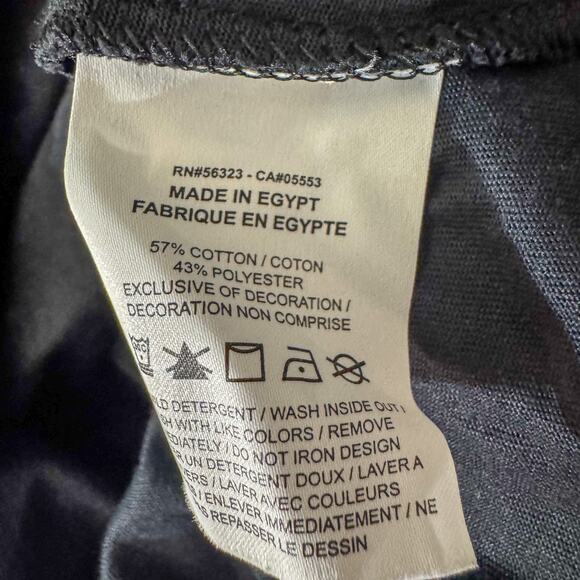 RN#56323 - CA#05553
MADE IN EGYPT
FABRIQUE EN EGYPTE
57% COTTON / COTON
43% POLYESTER
EXCLUSIVE OF DECORATION /
DECORATION NON COMPRISE
DETERGENT / WASH INSIDE OUT /
WITH LIKE COLORS / REMOVE
/ DO NOT IRON DESIGN
UN DETERGENT DOUX / LAVER A
/ LAVER AVEC COULEURS
/ ENLEVER IMMEDIATEMENT / NE
REPASSER LE DESSIN